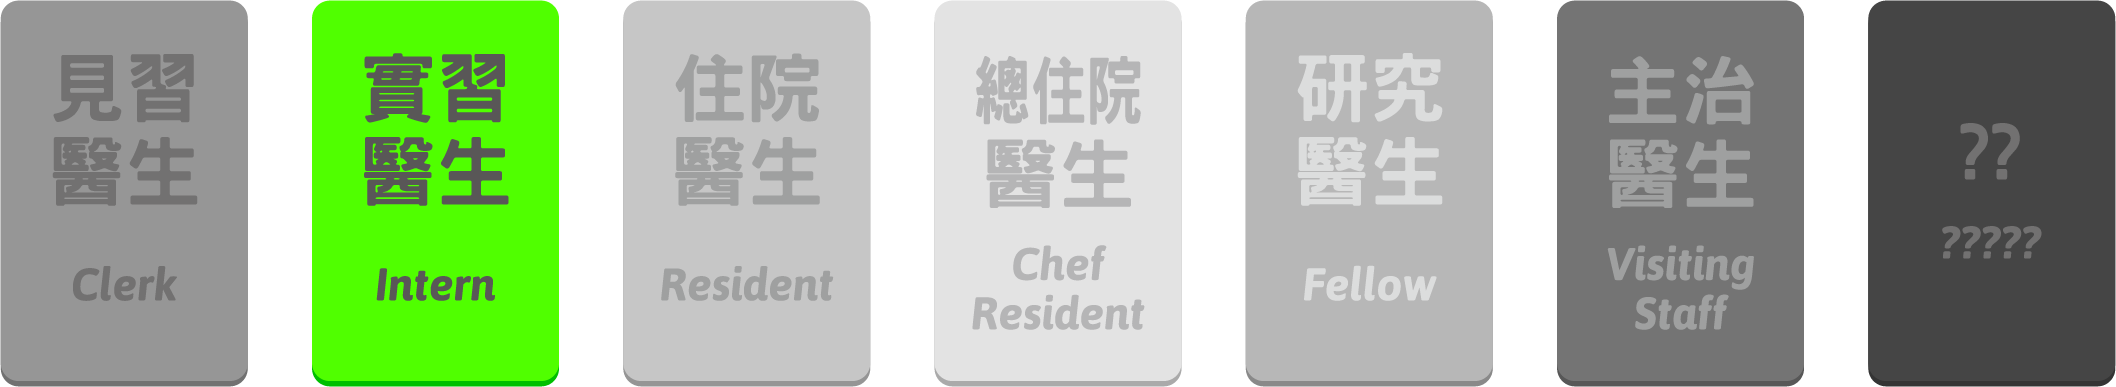 見習
醫生
Clerk
實習
醫生
Intern
住院
醫生
Resident
總住院
醫生
Chef
Resident
研究
醫生
Fellow
主治
醫生
Visiting
Staff
??
?????